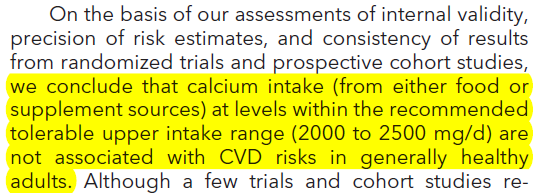 On the basis of our assessments of internal validity,
precision of risk estimates, and consistency of results
from randomized trials and prospective cohort studies,
we conclude that calcium intake (from either food or
supplement sources) at levels within the recommended
tolerable upper intake range (2000 to 2500 mg/d) are
not associated with CVD risks in generally healthy
adults. Although a few trials and cohort studies re-